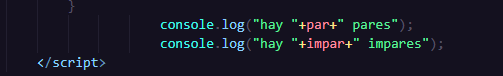 }
console.log("hay "+par+" pares");
console.log("hay "+impar+" impares");
</script>